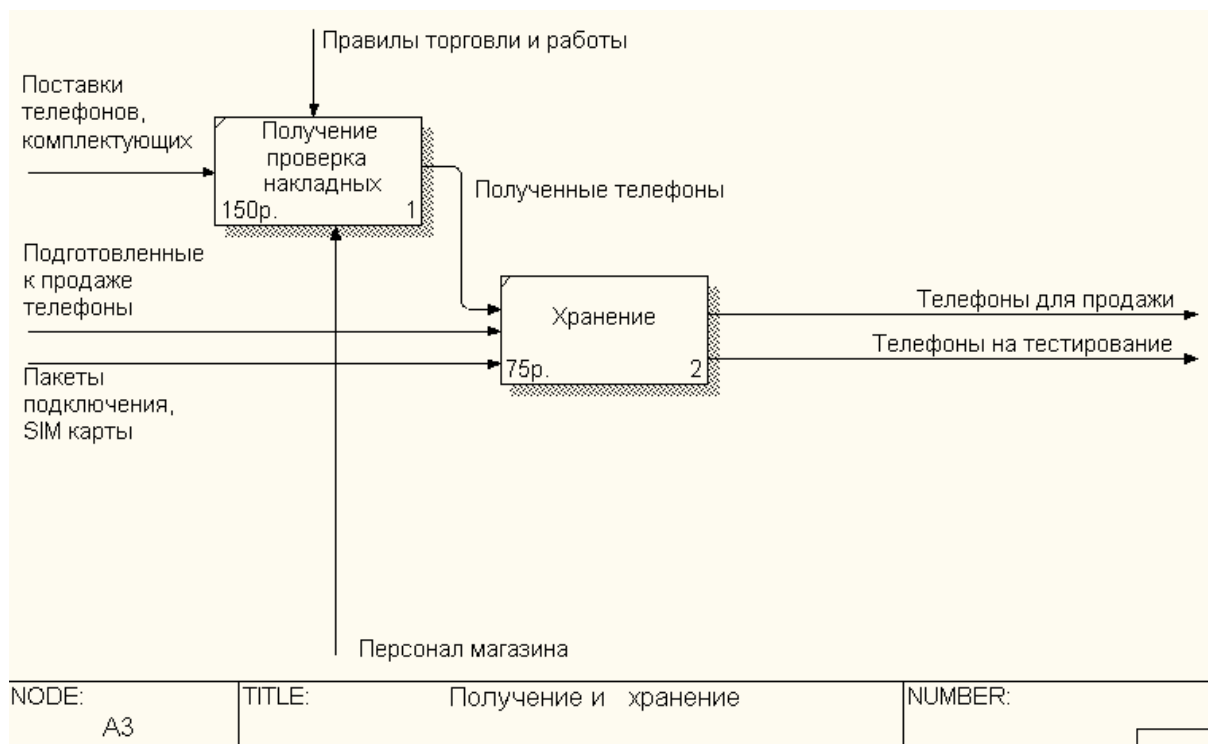 Правилы торговли и работы
Поставки
телефонов,
комплектующих
Получение
проверка
накладных
150р. 1
Полученные телефоны
Подготовленные
к продаже
телефоны
Хранение
75р. 2
Телефоны для продажи
Телефоны на тестирование
Пакеты
подключения,
SIM карты
Персонал магазина
NODE: TITLE: Получение и хранение NUMBER:
A3